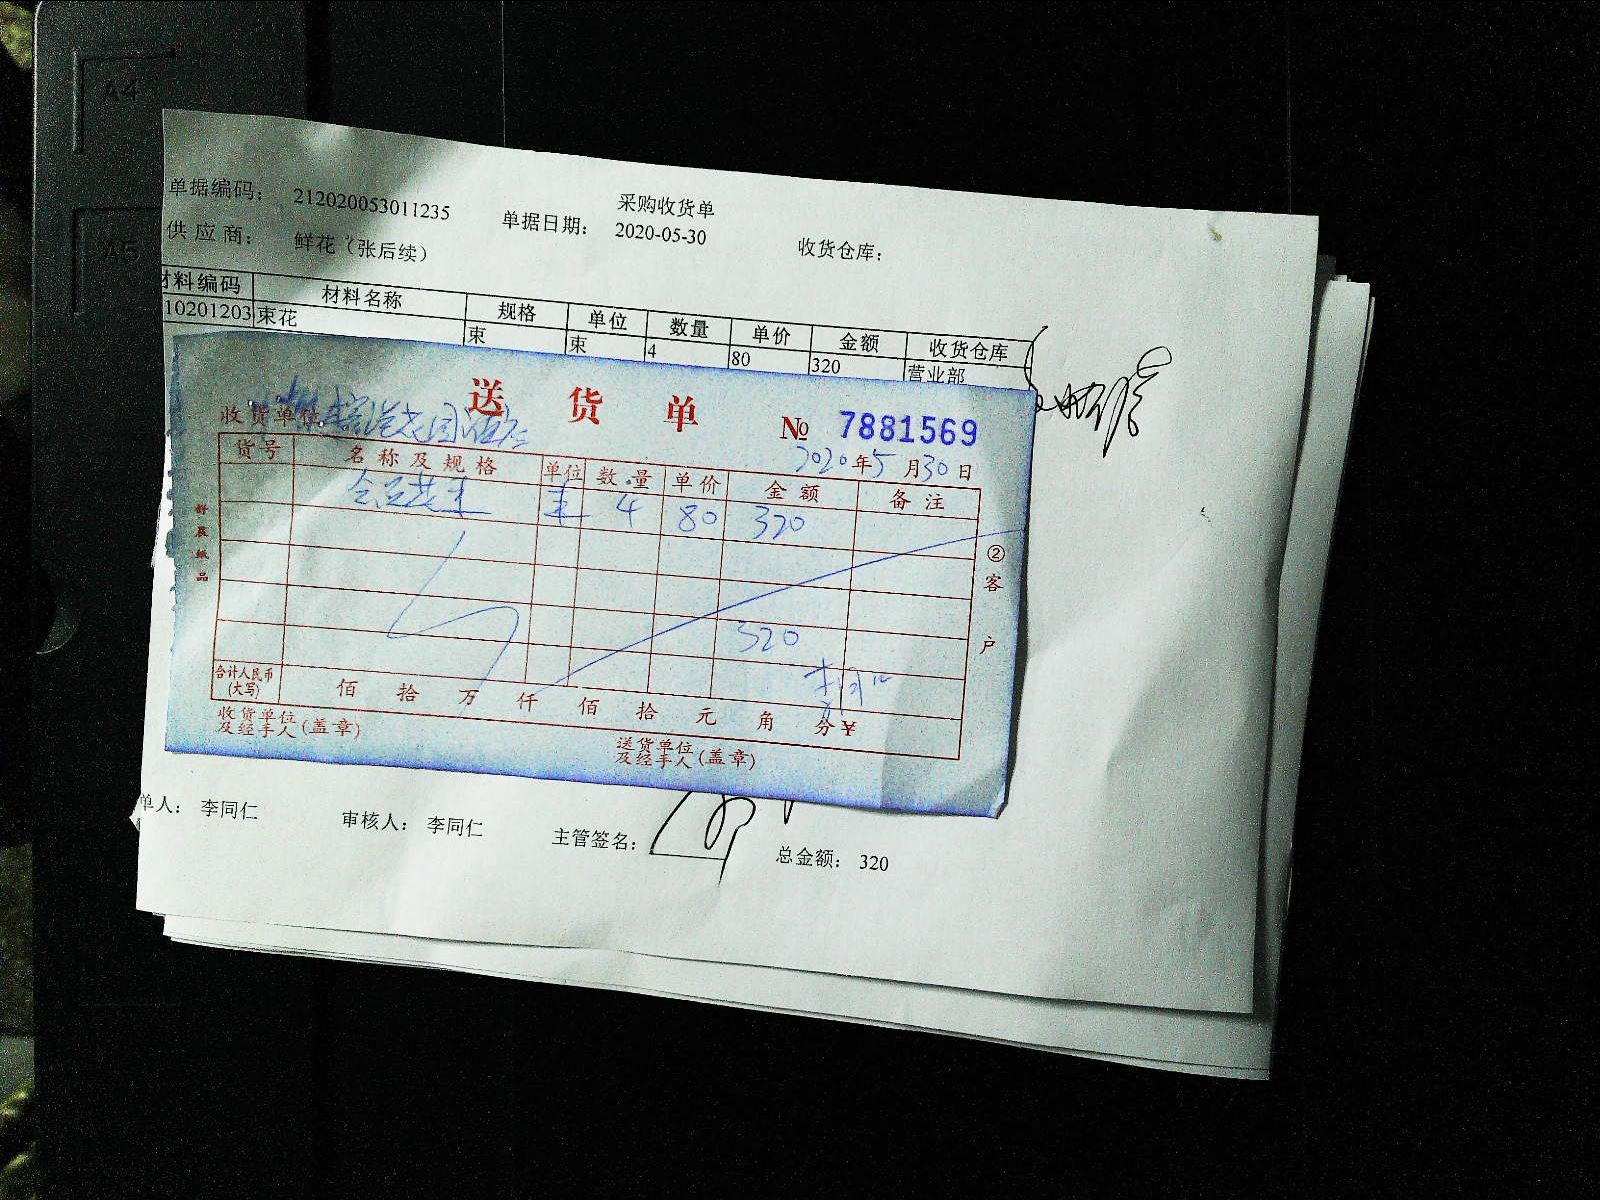 A4
A5
采购收货单
单据编码： 212020053011235 单据日期： 2020-05-30 收货仓库：
供应商： 鲜花（张后续）
材料编码 材料名称 规格 单位 数量 单价 金额 收货仓库
10201203 束花 束 束 4 80 320 营业部
送货单
收货单位 № 7881569
2020年5月30日
货号 名称及规格 单位 数量 单价 金额 备注
束 4 80 320
320
合计人民币(大写) 佰 拾 万 仟 佰 拾 元 角 分 ¥
收货单位及经手人(盖章) 送货单位及经手人(盖章)
②客户
单人： 李同仁 审核人： 李同仁 主管签名： 总金额： 320